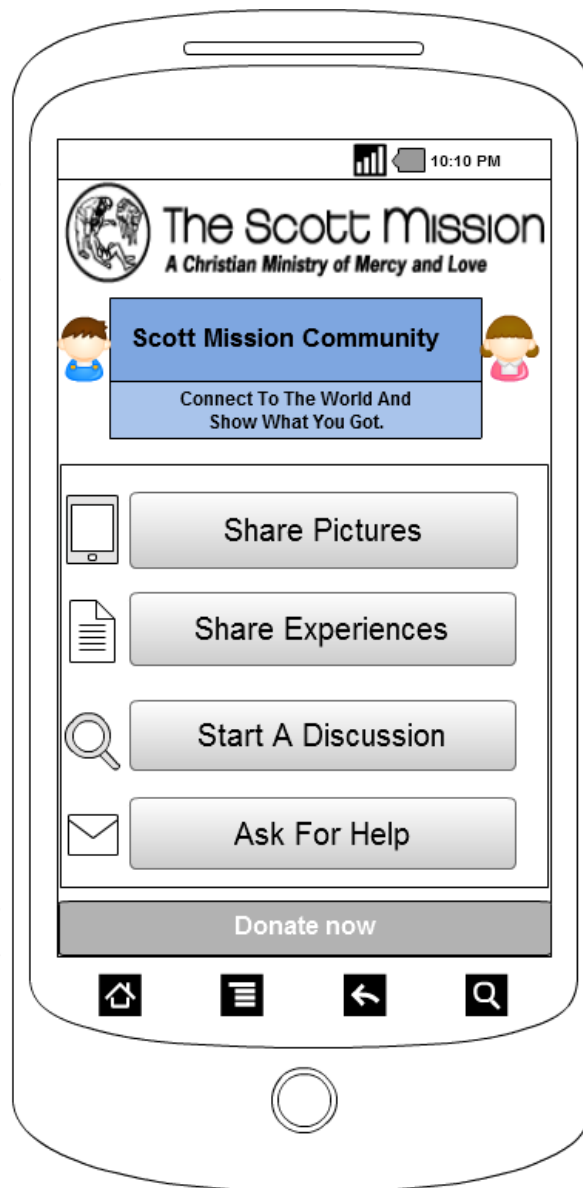 10:10 PM
The Scott Mission
A Christian Ministry of Mercy and Love
Scott Mission Community
Connect To The World And
Show What You Got.
Share Pictures
Share Experiences
Start A Discussion
Ask For Help
Donate now